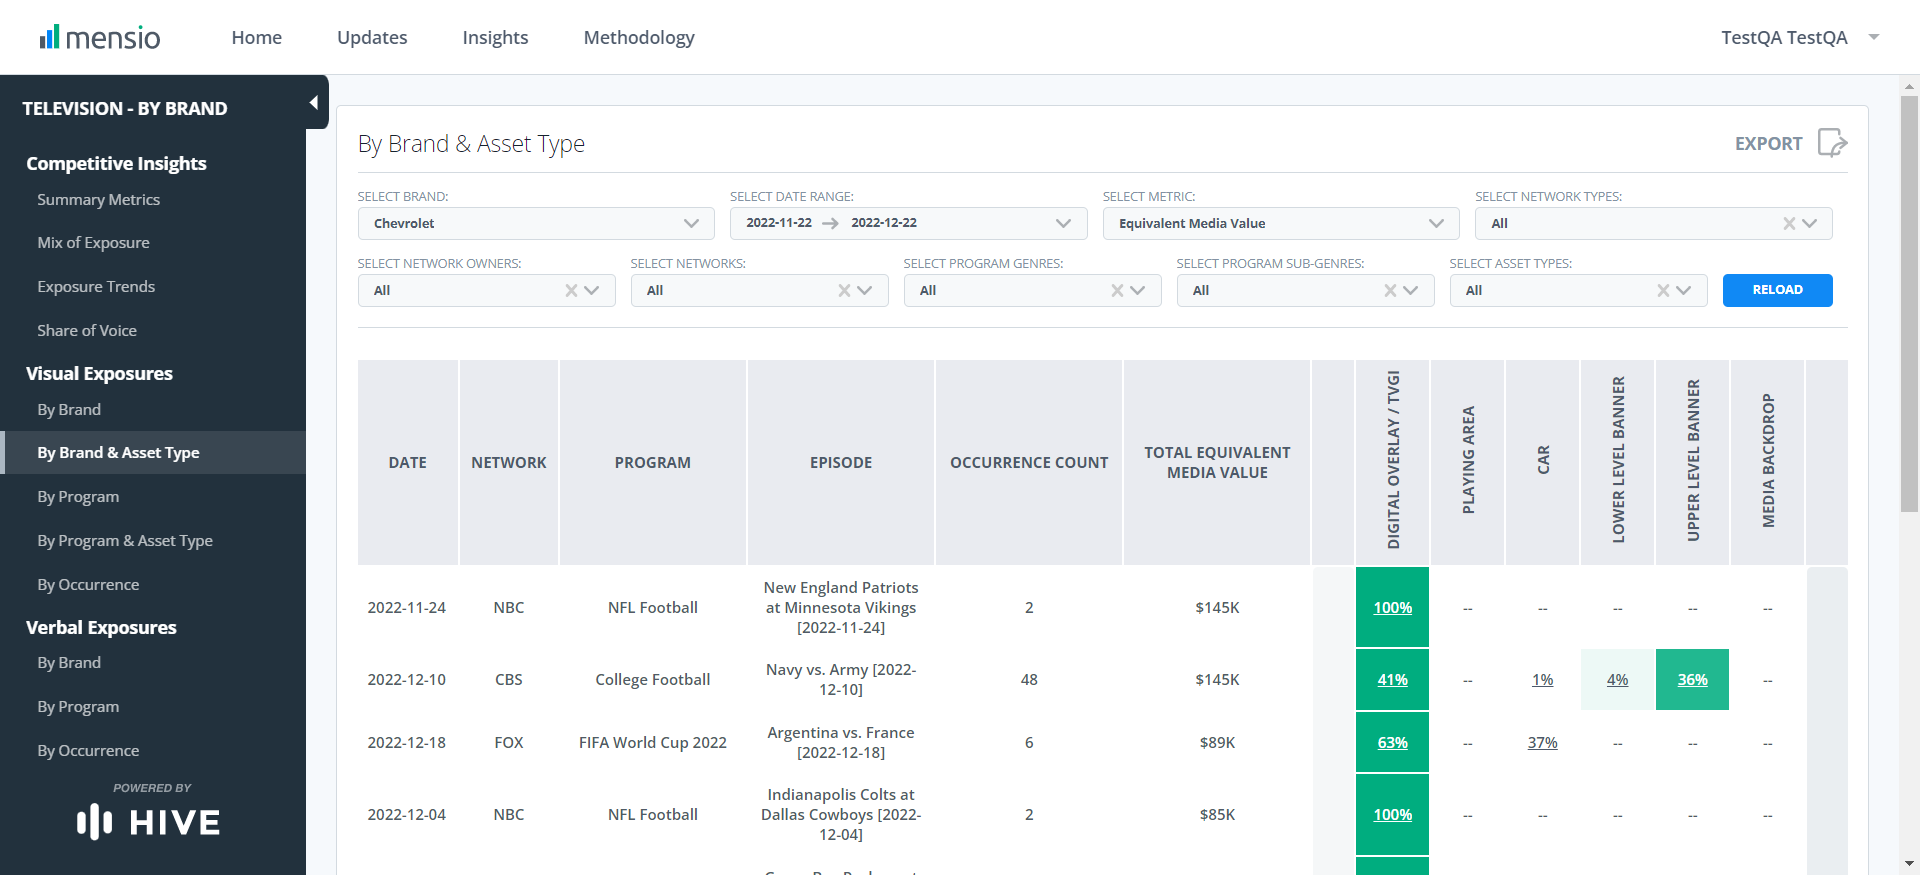 mensio
Home
Updates
Insights
Methodology
TestQA TestQA
TELEVISION - BY BRAND
Competitive Insights
Summary Metrics
Mix of Exposure
Exposure Trends
Share of Voice
Visual Exposures
By Brand
By Brand & Asset Type
By Program
By Program & Asset Type
By Occurrence
Verbal Exposures
By Brand
By Program
By Occurrence
POWERED BY
HIVE
By Brand & Asset Type
EXPORT
SELECT BRAND:
Chevrolet
SELECT DATE RANGE:
2022-11-22 → 2022-12-22
SELECT METRIC:
Equivalent Media Value
SELECT NETWORK TYPES:
All
SELECT NETWORK OWNERS:
All
SELECT NETWORKS:
All
SELECT PROGRAM GENRES:
All
SELECT PROGRAM SUB-GENRES:
All
SELECT ASSET TYPES:
All
RELOAD
DATE
NETWORK
PROGRAM
EPISODE
OCCURRENCE COUNT
TOTAL EQUIVALENT
MEDIA VALUE
DIGITAL OVERLAY / TVGI
PLAYING AREA
CAR
LOWER LEVEL BANNER
UPPER LEVEL BANNER
MEDIA BACKDROP
2022-11-24
NBC
NFL Football
New England Patriots
at Minnesota Vikings
[2022-11-24]
2
$145K
100%
--
--
--
--
--
2022-12-10
CBS
College Football
Navy vs. Army [2022-
12-10]
48
$145K
41%
--
1%
4%
36%
--
2022-12-18
FOX
FIFA World Cup 2022
Argentina vs. France
[2022-12-18]
6
$89K
63%
--
37%
--
--
--
2022-12-04
NBC
NFL Football
Indianapolis Colts at
Dallas Cowboys [2022-
12-04]
2
$85K
100%
--
--
--
--
--